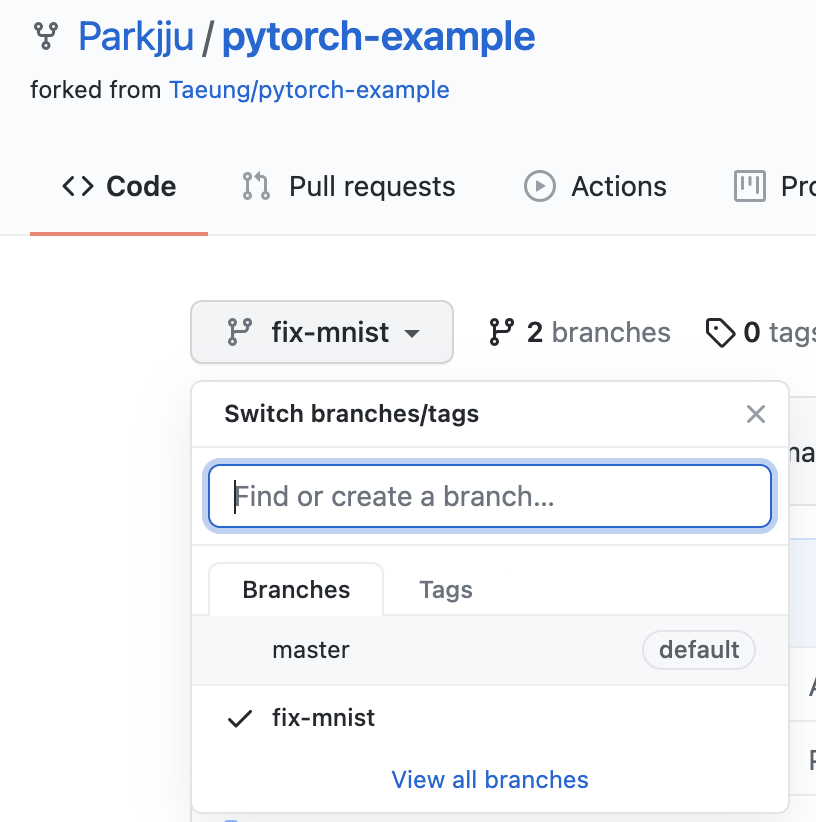 Parkjju / pytorch-example
forked from Taeung/pytorch-example
<> Code Pull requests Actions
fix-mnist 2 branches 0 tags
Switch branches/tags
Find or create a branch...
Branches Tags
master default
fix-mnist
View all branches